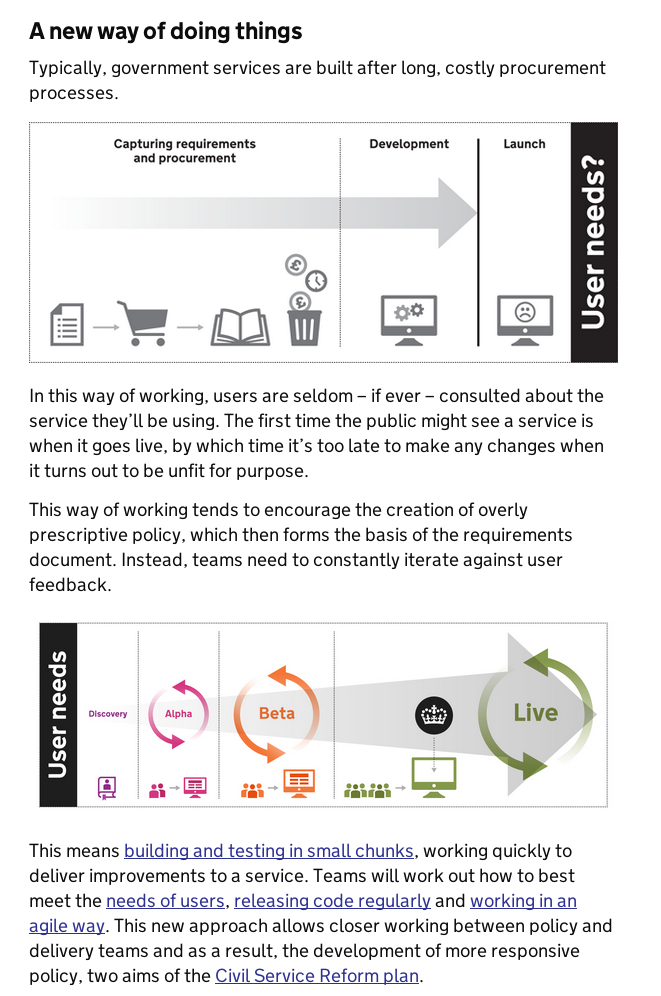 A new way of doing things
Typically, government services are built after long, costly procurement
processes.
Capturing requirements
and procurement
Development
Launch
User needs?
£
£
In this way of working, users are seldom – if ever – consulted about the
service they’ll be using. The first time the public might see a service is
when it goes live, by which time it’s too late to make any changes when
it turns out to be unfit for purpose.
This way of working tends to encourage the creation of overly
prescriptive policy, which then forms the basis of the requirements
document. Instead, teams need to constantly iterate against user
feedback.
User needs
Discovery
Alpha
Beta
Live
This means building and testing in small chunks, working quickly to
deliver improvements to a service. Teams will work out how to best
meet the needs of users, releasing code regularly and working in an
agile way. This new approach allows closer working between policy and
delivery teams and as a result, the development of more responsive
policy, two aims of the Civil Service Reform plan.